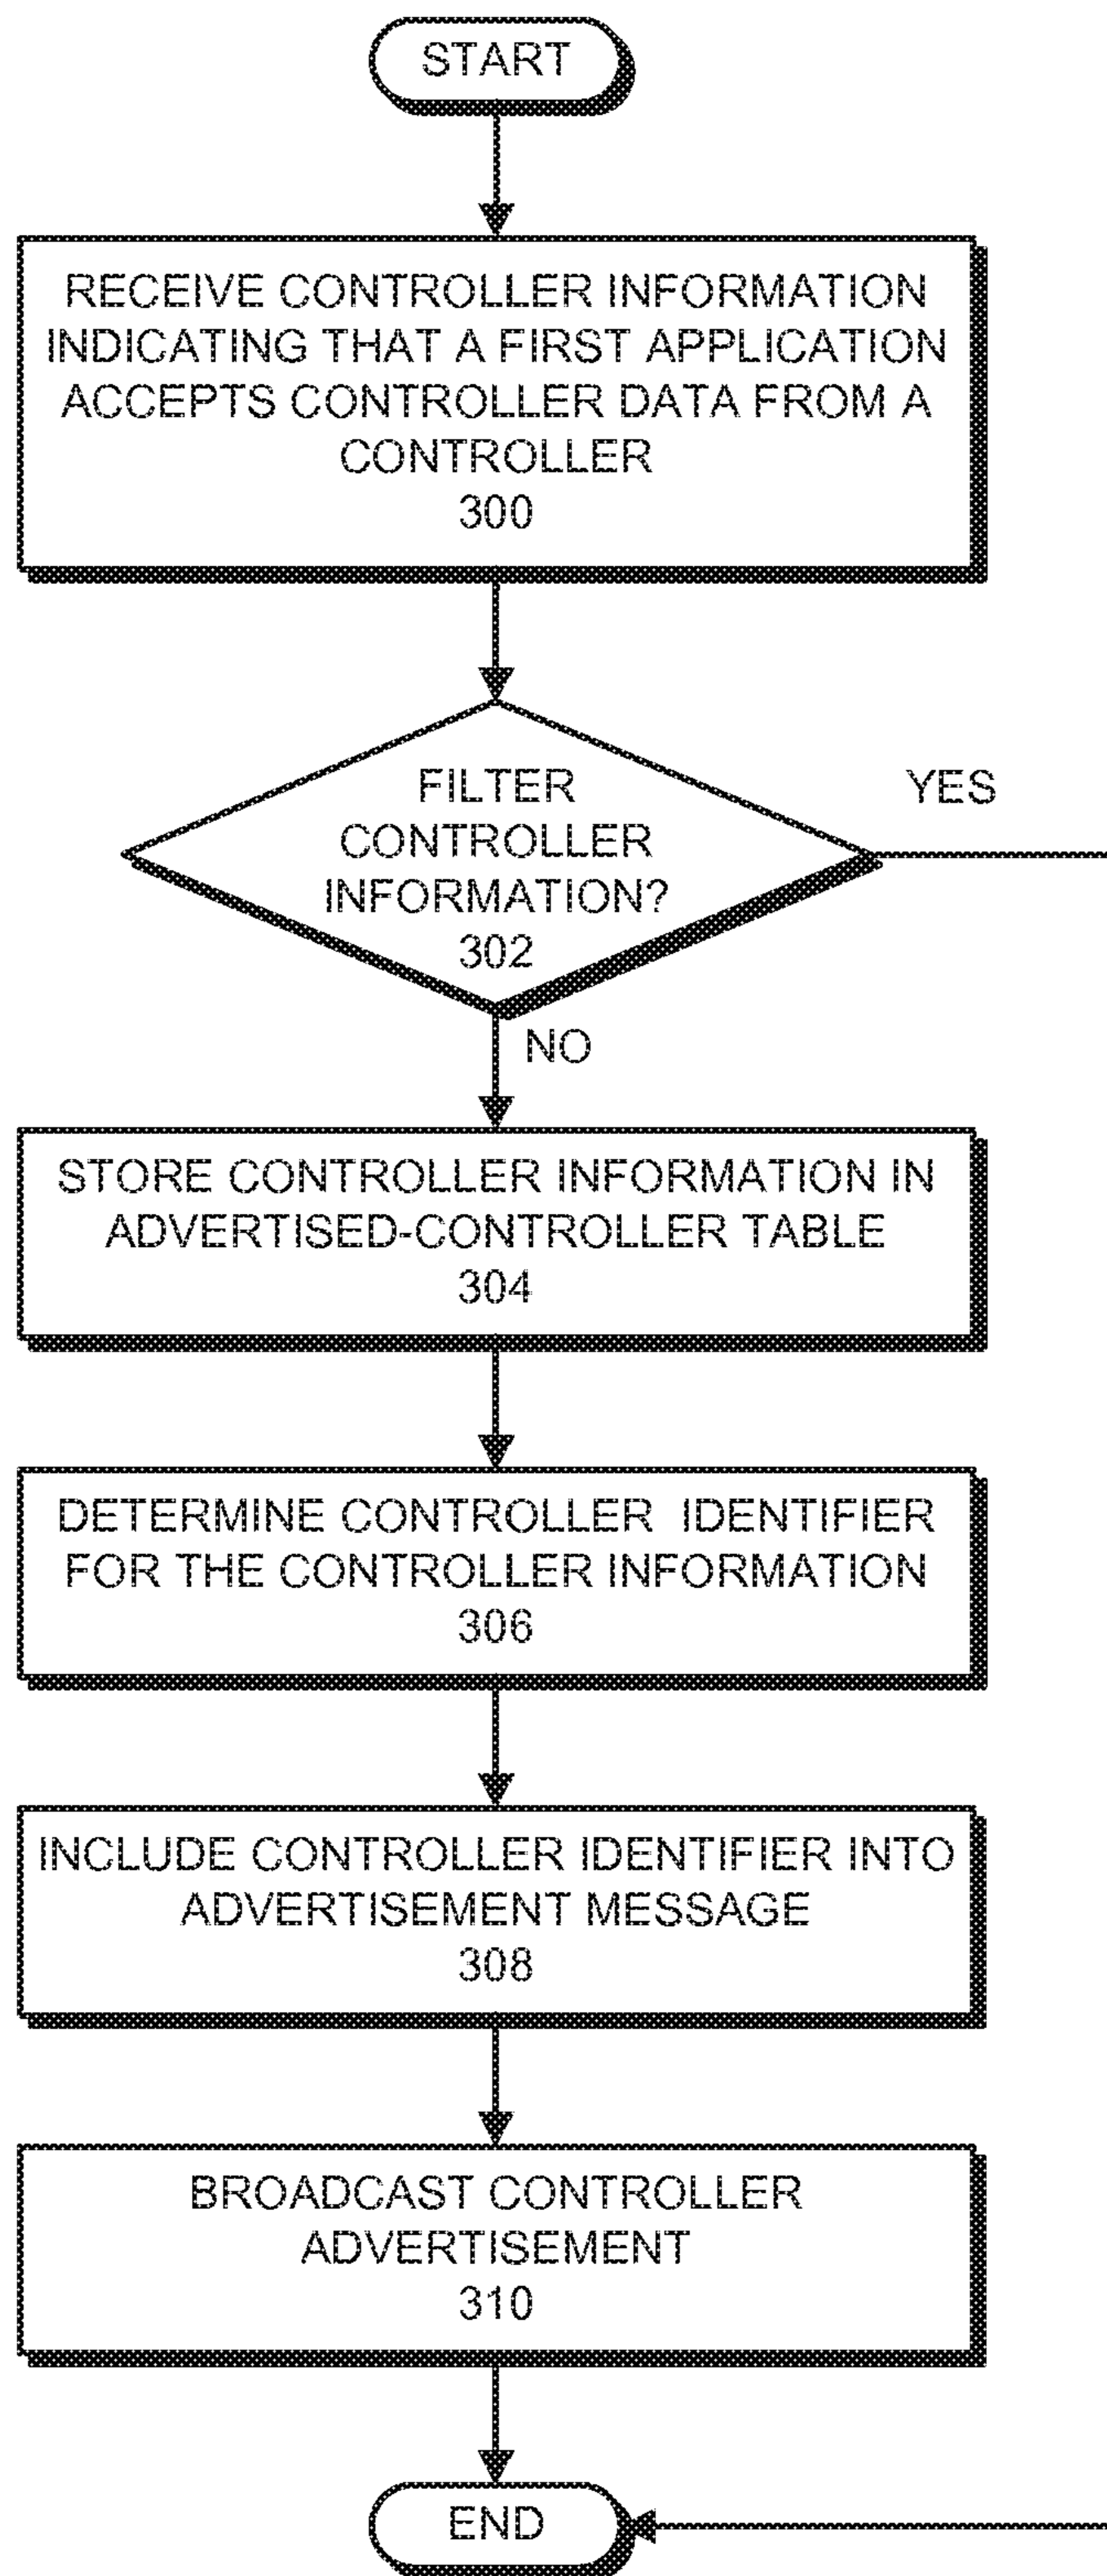 START
RECEIVE CONTROLLER INFORMATION
INDICATING THAT A FIRST APPLICATION
ACCEPTS CONTROLLER DATA FROM A
CONTROLLER
300
FILTER
CONTROLLER
INFORMATION?
302
YES
NO
STORE CONTROLLER INFORMATION IN
ADVERTISED-CONTROLLER TABLE
304
DETERMINE CONTROLLER IDENTIFIER
FOR THE CONTROLLER INFORMATION
306
INCLUDE CONTROLLER IDENTIFIER INTO
ADVERTISEMENT MESSAGE
308
BROADCAST CONTROLLER
ADVERTISEMENT
310
END